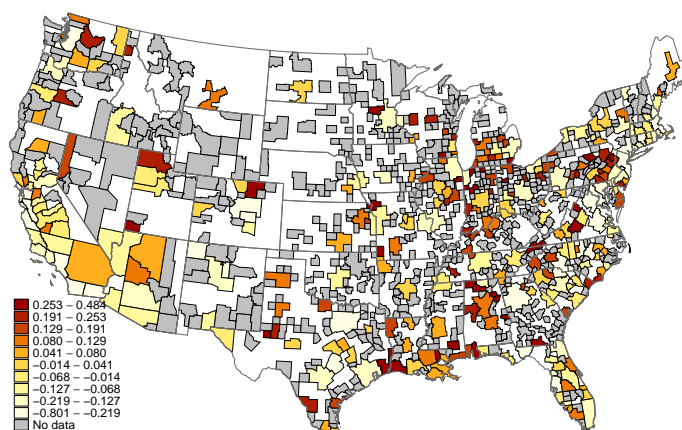 0.253 – 0.484
0.191 – 0.253
0.129 – 0.191
0.080 – 0.129
0.041 – 0.080
−0.014 – 0.041
−0.068 – −0.014
−0.127 – −0.068
−0.219 – −0.127
−0.801 – −0.219
No data